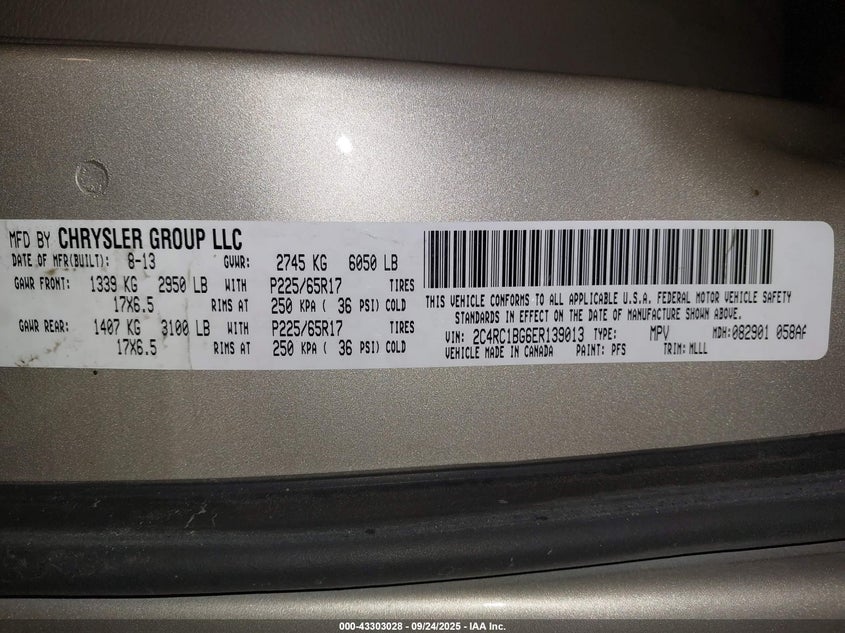 MFD BY CHRYSLER GROUP LLC
DATE OF MFR(BUILT): 8-13 GVWR: 2745 KG 6050 LB
GAWR FRONT: 1339 KG 2950 LB WITH P225/65R17 TIRES
17X6.5 RIMS AT 250 KPA ( 36 PSI) COLD
GAWR REAR: 1407 KG 3100 LB WITH P225/65R17 TIRES
17X6.5 RIMS AT 250 KPA ( 36 PSI) COLD
THIS VEHICLE CONFORMS TO ALL APPLICABLE U.S.A. FEDERAL MOTOR VEHICLE SAFETY
STANDARDS IN EFFECT ON THE DATE OF MANUFACTURE SHOWN ABOVE.
VIN: 2C4RC1BG6ER139013 TYPE: MPV MDH:082901 058AF
VEHICLE MADE IN CANADA PAINT: PFS TRIM: MLLL
000-43303028 - 09/24/2025 - IAA Inc.